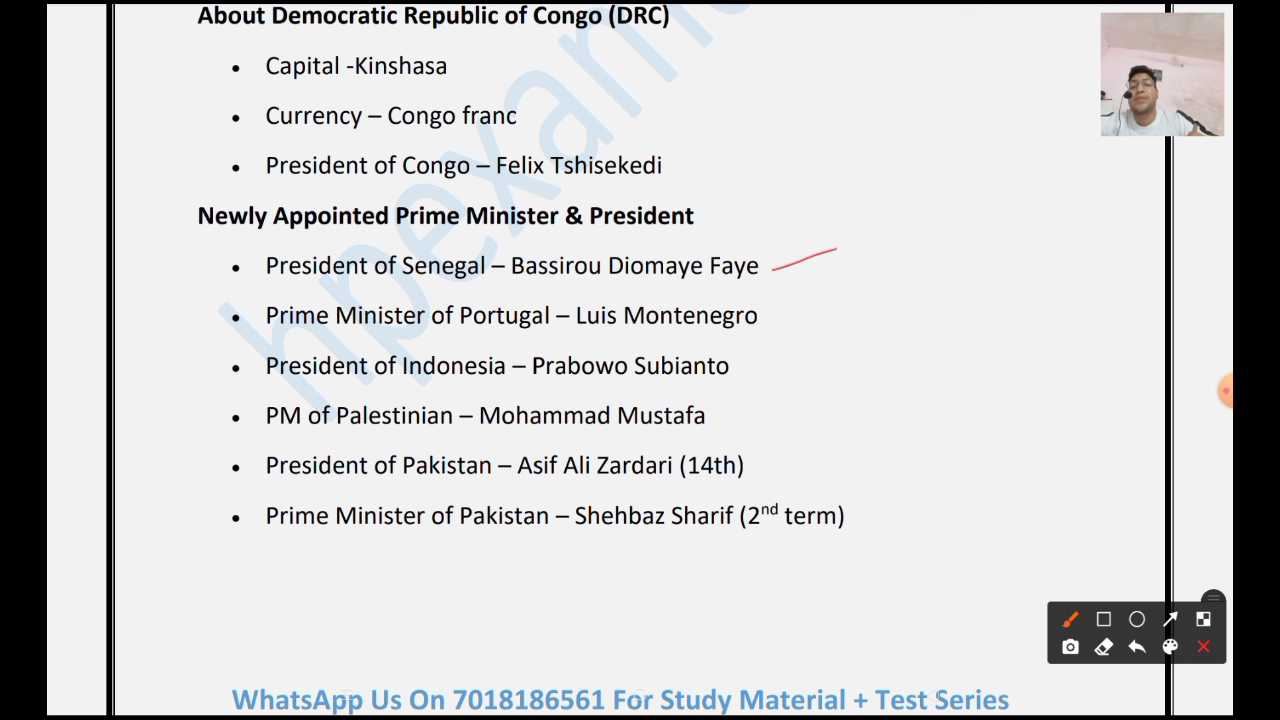 About Democratic Republic of Congo (DRC)
• Capital -Kinshasa
• Currency – Congo franc
• President of Congo – Felix Tshisekedi
Newly Appointed Prime Minister & President
• President of Senegal – Bassirou Diomaye Faye
• Prime Minister of Portugal – Luis Montenegro
• President of Indonesia – Prabowo Subianto
• PM of Palestinian – Mohammad Mustafa
• President of Pakistan – Asif Ali Zardari (14th)
• Prime Minister of Pakistan – Shehbaz Sharif (2nd term)
WhatsApp Us On 7018186561 For Study Material + Test Series
hpexam